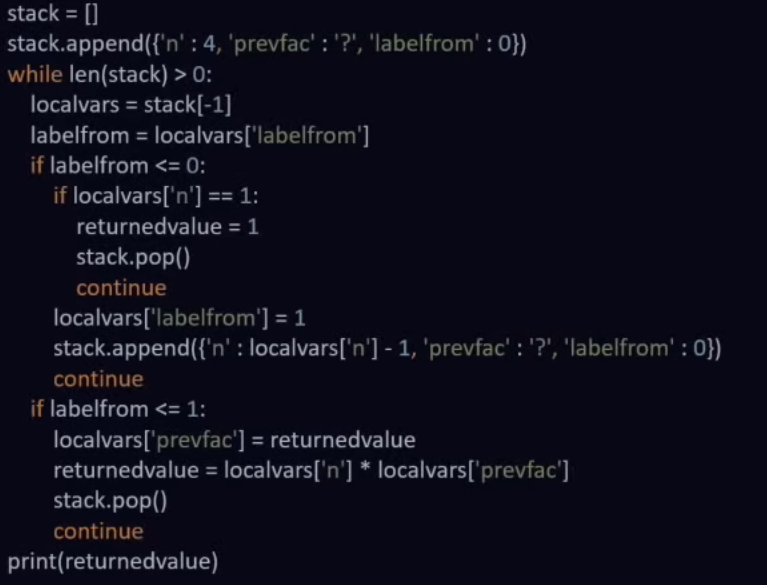 stack = []
stack.append({'n' : 4, 'prevfac' : '?', 'labelfrom' : 0})
while len(stack) > 0:
  localvars = stack[-1]
  labelfrom = localvars['labelfrom']
  if labelfrom <= 0:
    if localvars['n'] == 1:
      returnedvalue = 1
      stack.pop()
      continue
    localvars['labelfrom'] = 1
    stack.append({'n' : localvars['n'] - 1, 'prevfac' : '?', 'labelfrom' : 0})
    continue
  if labelfrom <= 1:
    localvars['prevfac'] = returnedvalue
    returnedvalue = localvars['n'] * localvars['prevfac']
    stack.pop()
    continue
print(returnedvalue)